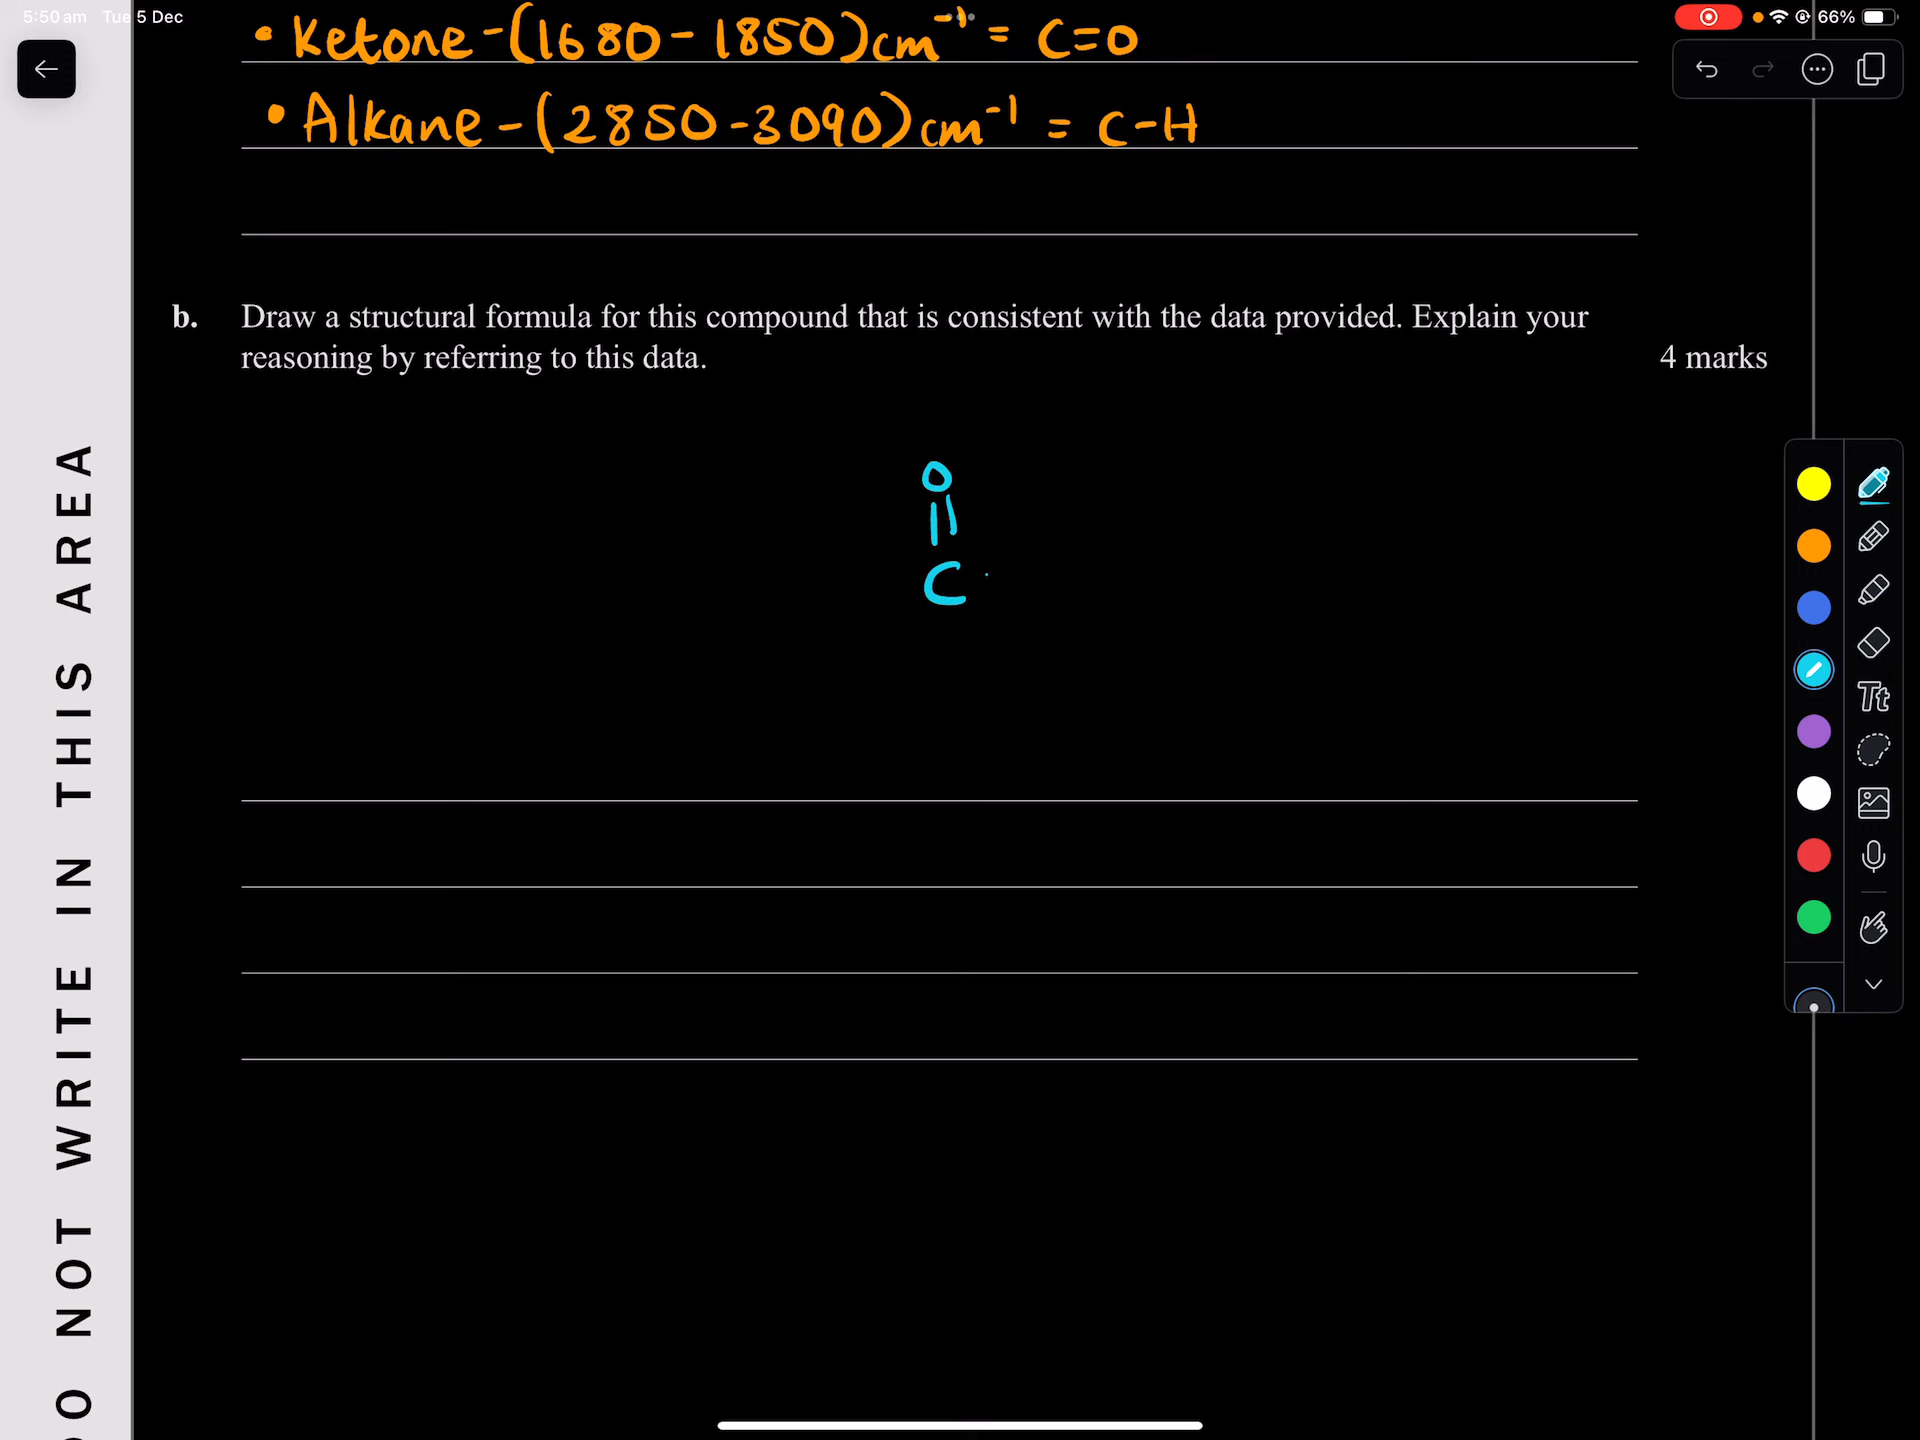 5:50 am Tue 5 Dec
66%
• Ketone - (1680 - 1850) cm⁻¹ = C=O
• Alkane - (2850 - 3090) cm⁻¹ = C-H
b. Draw a structural formula for this compound that is consistent with the data provided. Explain your
reasoning by referring to this data.
4 marks
O
C
Tt
O NOT WRITE IN THIS AREA